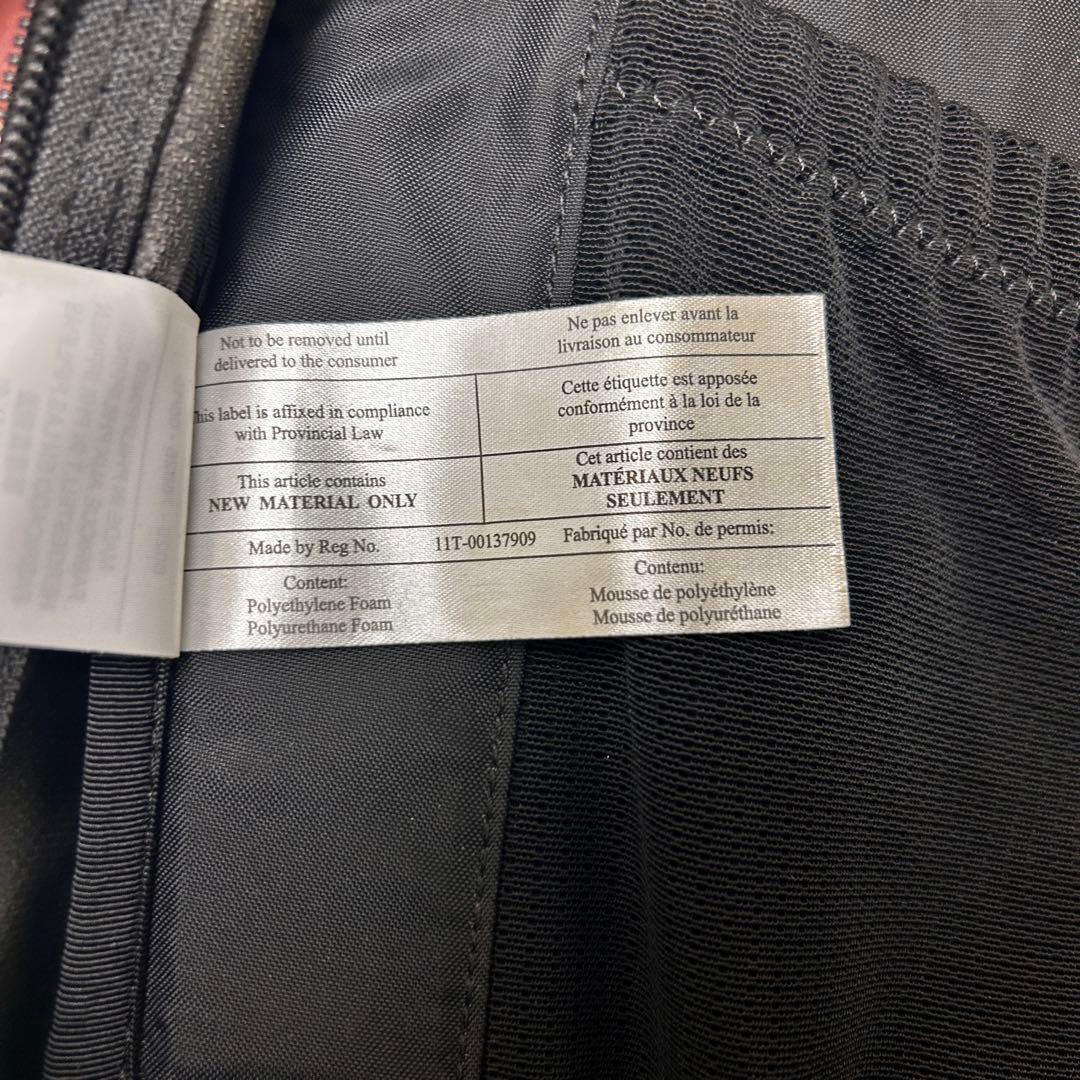 Not to be removed until
delivered to the consumer
Ne pas enlever avant la
livraison au consommateur
This label is affixed in compliance
with Provincial Law
Cette étiquette est apposée
conformément à la loi de la
province
This article contains
NEW MATERIAL ONLY
Cet article contient des
MATÉRIAUX NEUFS
SEULEMENT
Made by Reg No. 11T-00137909 Fabriqué par No. de permis:
Content:
Polyethylene Foam
Polyurethane Foam
Contenu:
Mousse de polyéthylène
Mousse de polyuréthane